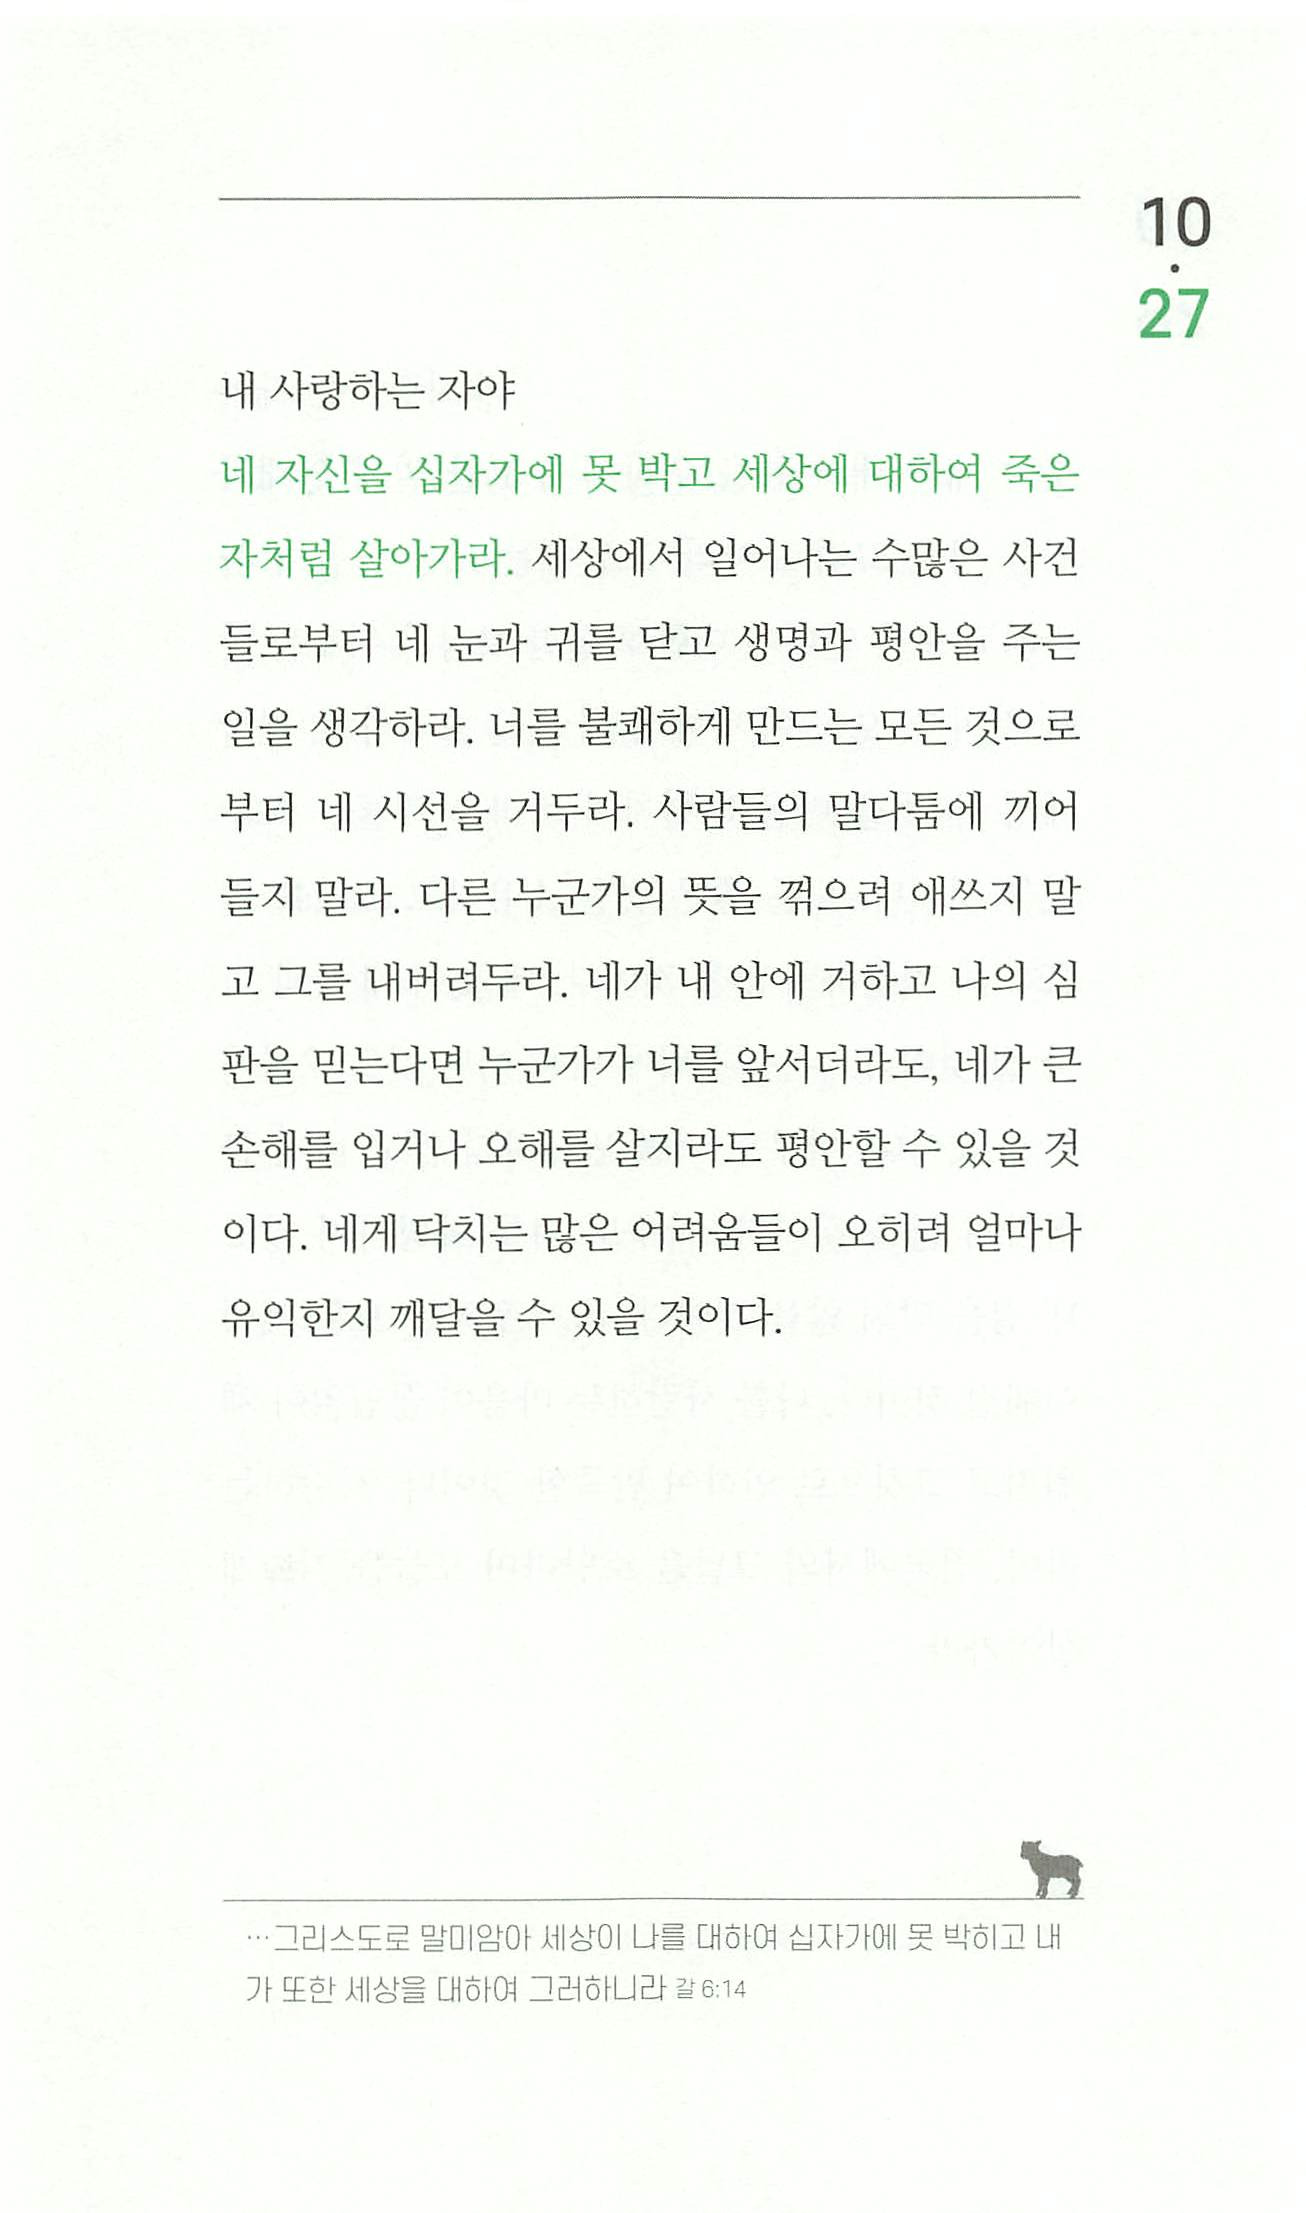 10
·
27
내 사랑하는 자야
네 자신을 십자가에 못 박고 세상에 대하여 죽은
자처럼 살아가라. 세상에서 일어나는 수많은 사건
들로부터 네 눈과 귀를 닫고 생명과 평안을 주는
일을 생각하라. 너를 불쾌하게 만드는 모든 것으로
부터 네 시선을 거두라. 사람들의 말다툼에 끼어
들지 말라. 다른 누군가의 뜻을 꺾으려 애쓰지 말
고 그를 내버려두라. 네가 내 안에 거하고 나의 심
판을 믿는다면 누군가가 너를 앞서더라도, 네가 큰
손해를 입거나 오해를 살지라도 평안할 수 있을 것
이다. 네게 닥치는 많은 어려움들이 오히려 얼마나
유익한지 깨달을 수 있을 것이다.
…그리스도로 말미암아 세상이 나를 대하여 십자가에 못 박히고 내
가 또한 세상을 대하여 그러하니라 갈 6:14